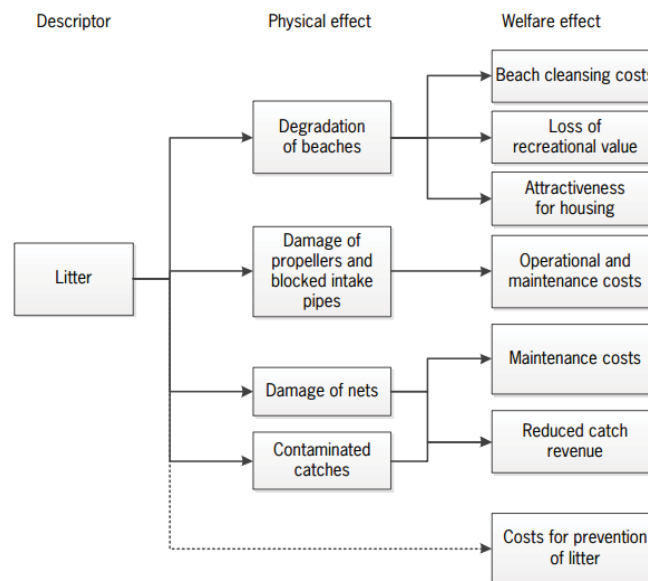 Descriptor
Physical effect
Welfare effect
Beach cleansing costs
Degradation
of beaches
Loss of
recreational value
Attractiveness
for housing
Litter
Damage of
propellers and
blocked intake
pipes
Operational and
maintenance costs
Damage of nets
Maintenance costs
Contaminated
catches
Reduced catch
revenue
Costs for prevention
of litter